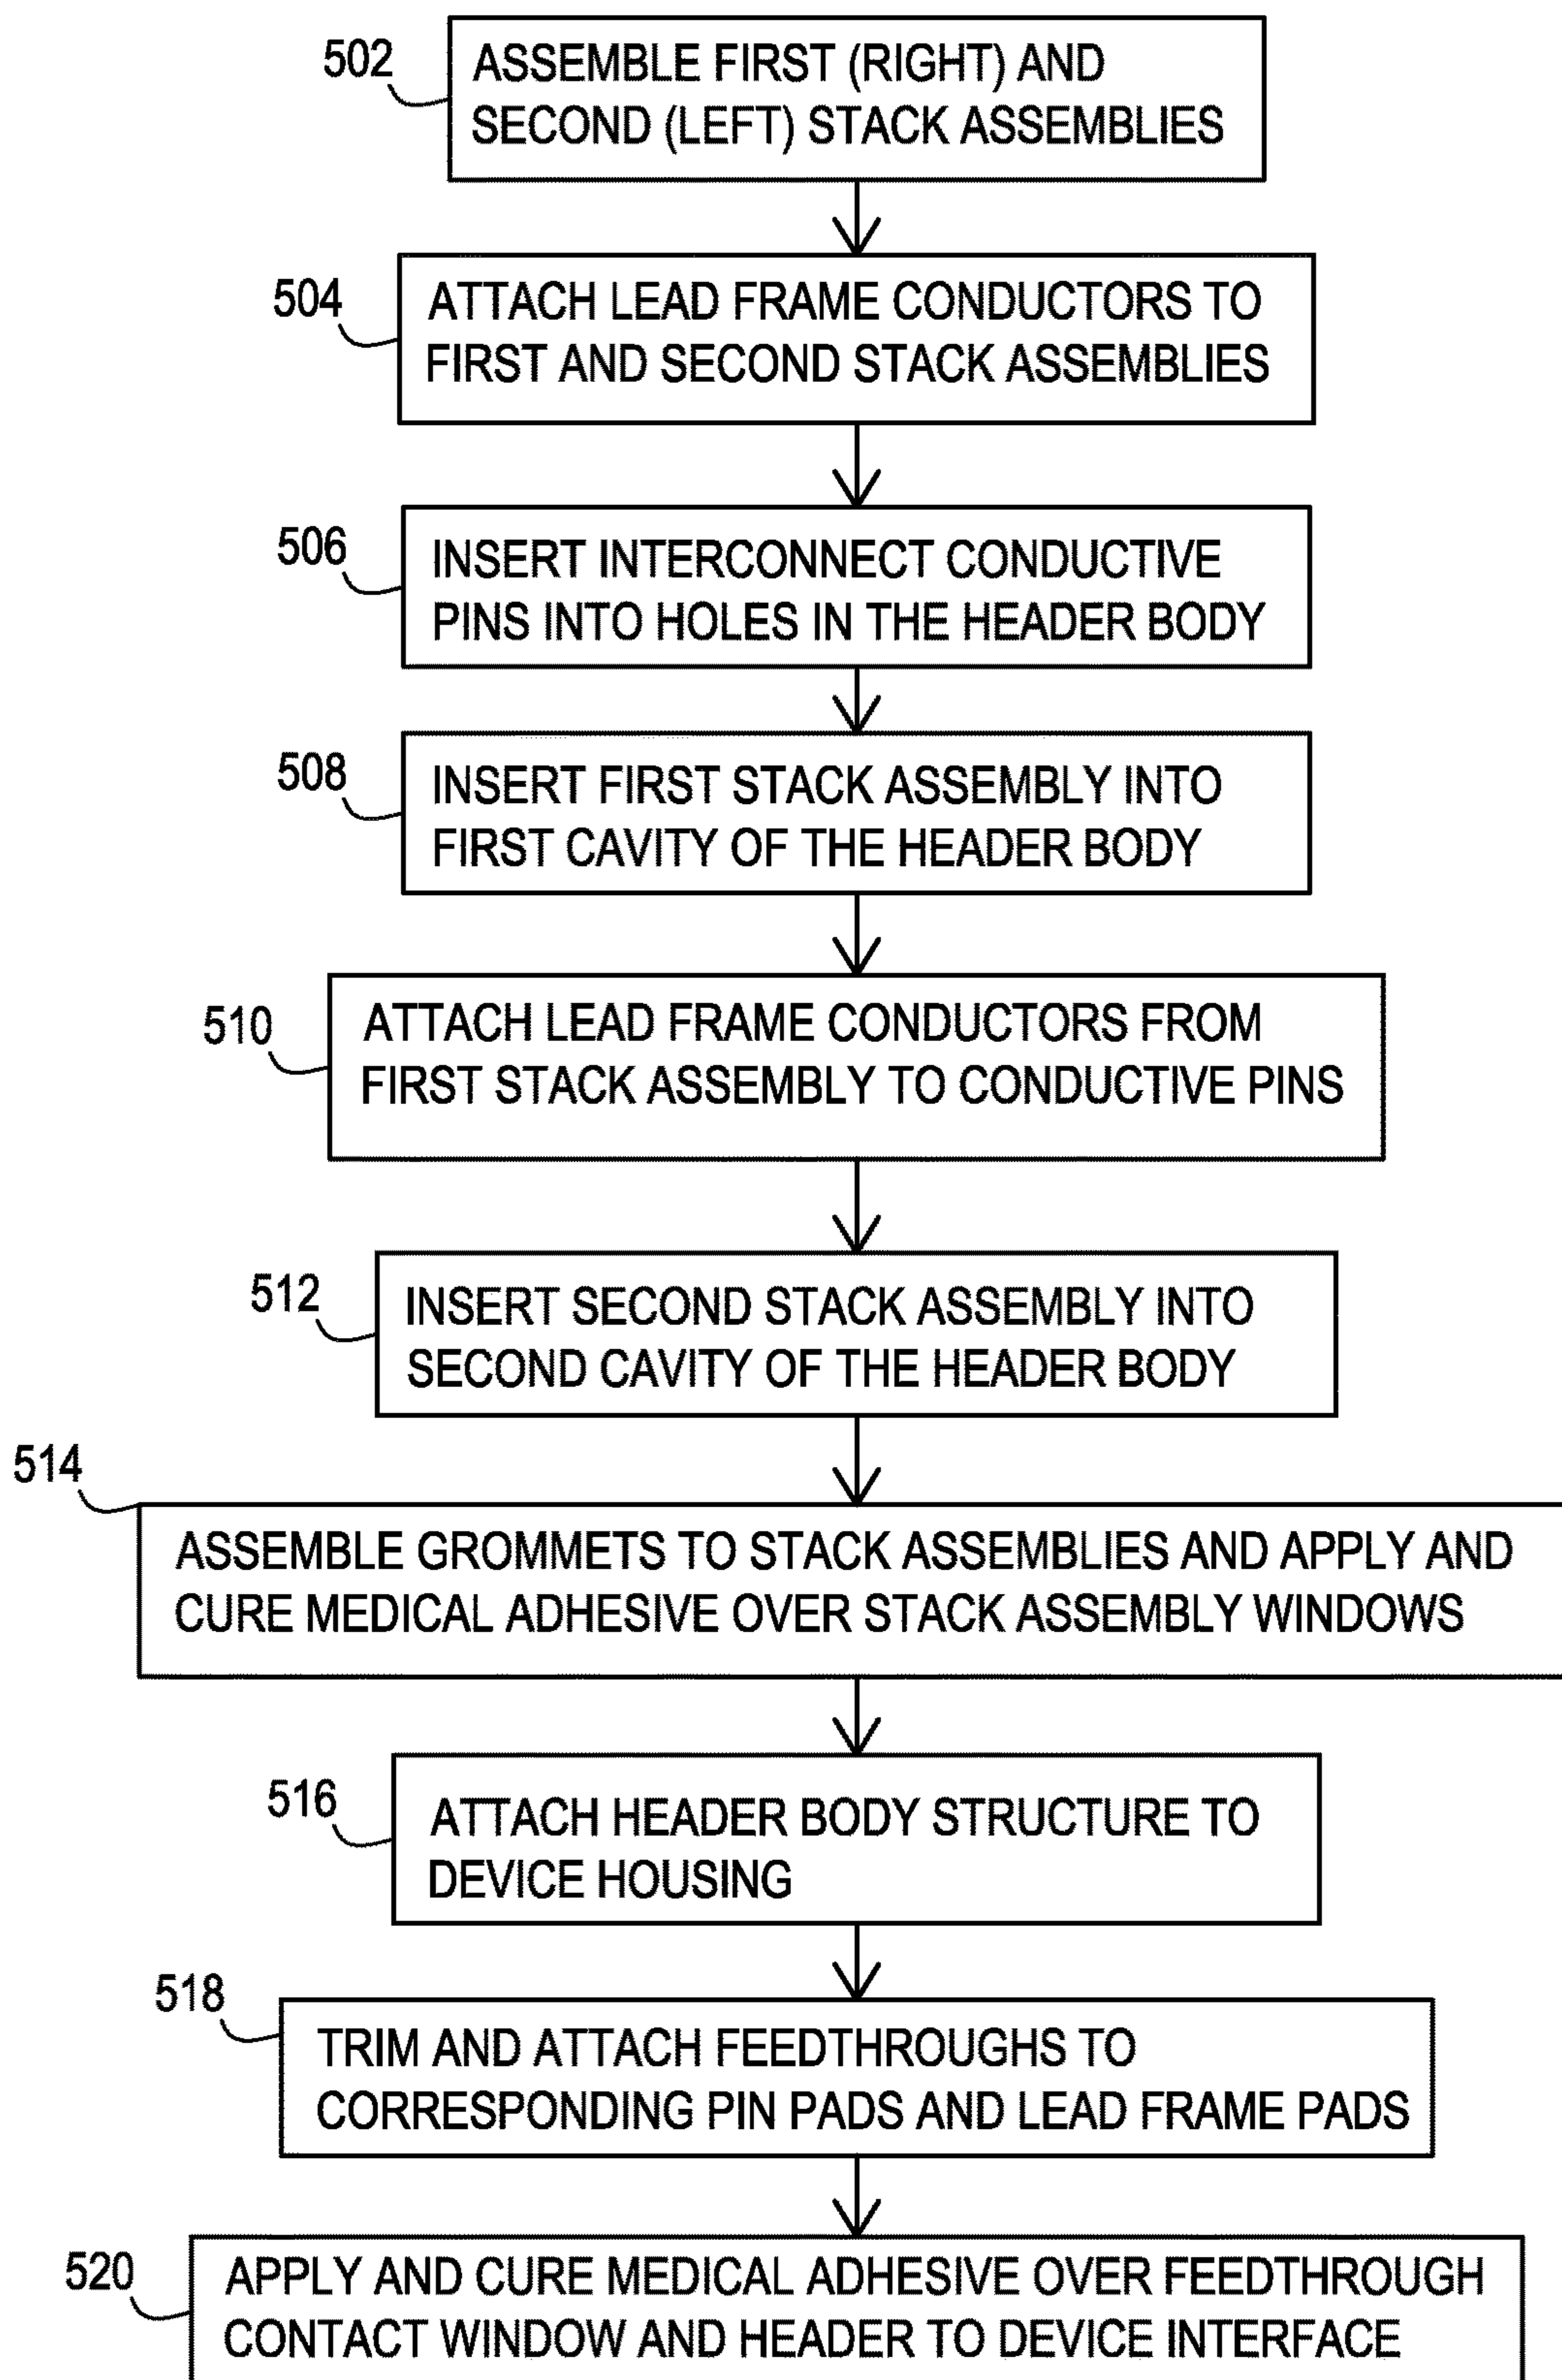 502
ASSEMBLE FIRST (RIGHT) AND
SECOND (LEFT) STACK ASSEMBLIES
504
ATTACH LEAD FRAME CONDUCTORS TO
FIRST AND SECOND STACK ASSEMBLIES
506
INSERT INTERCONNECT CONDUCTIVE
PINS INTO HOLES IN THE HEADER BODY
508
INSERT FIRST STACK ASSEMBLY INTO
FIRST CAVITY OF THE HEADER BODY
510
ATTACH LEAD FRAME CONDUCTORS FROM
FIRST STACK ASSEMBLY TO CONDUCTIVE PINS
512
INSERT SECOND STACK ASSEMBLY INTO
SECOND CAVITY OF THE HEADER BODY
514
ASSEMBLE GROMMETS TO STACK ASSEMBLIES AND APPLY AND
CURE MEDICAL ADHESIVE OVER STACK ASSEMBLY WINDOWS
516
ATTACH HEADER BODY STRUCTURE TO
DEVICE HOUSING
518
TRIM AND ATTACH FEEDTHROUGHS TO
CORRESPONDING PIN PADS AND LEAD FRAME PADS
520
APPLY AND CURE MEDICAL ADHESIVE OVER FEEDTHROUGH
CONTACT WINDOW AND HEADER TO DEVICE INTERFACE